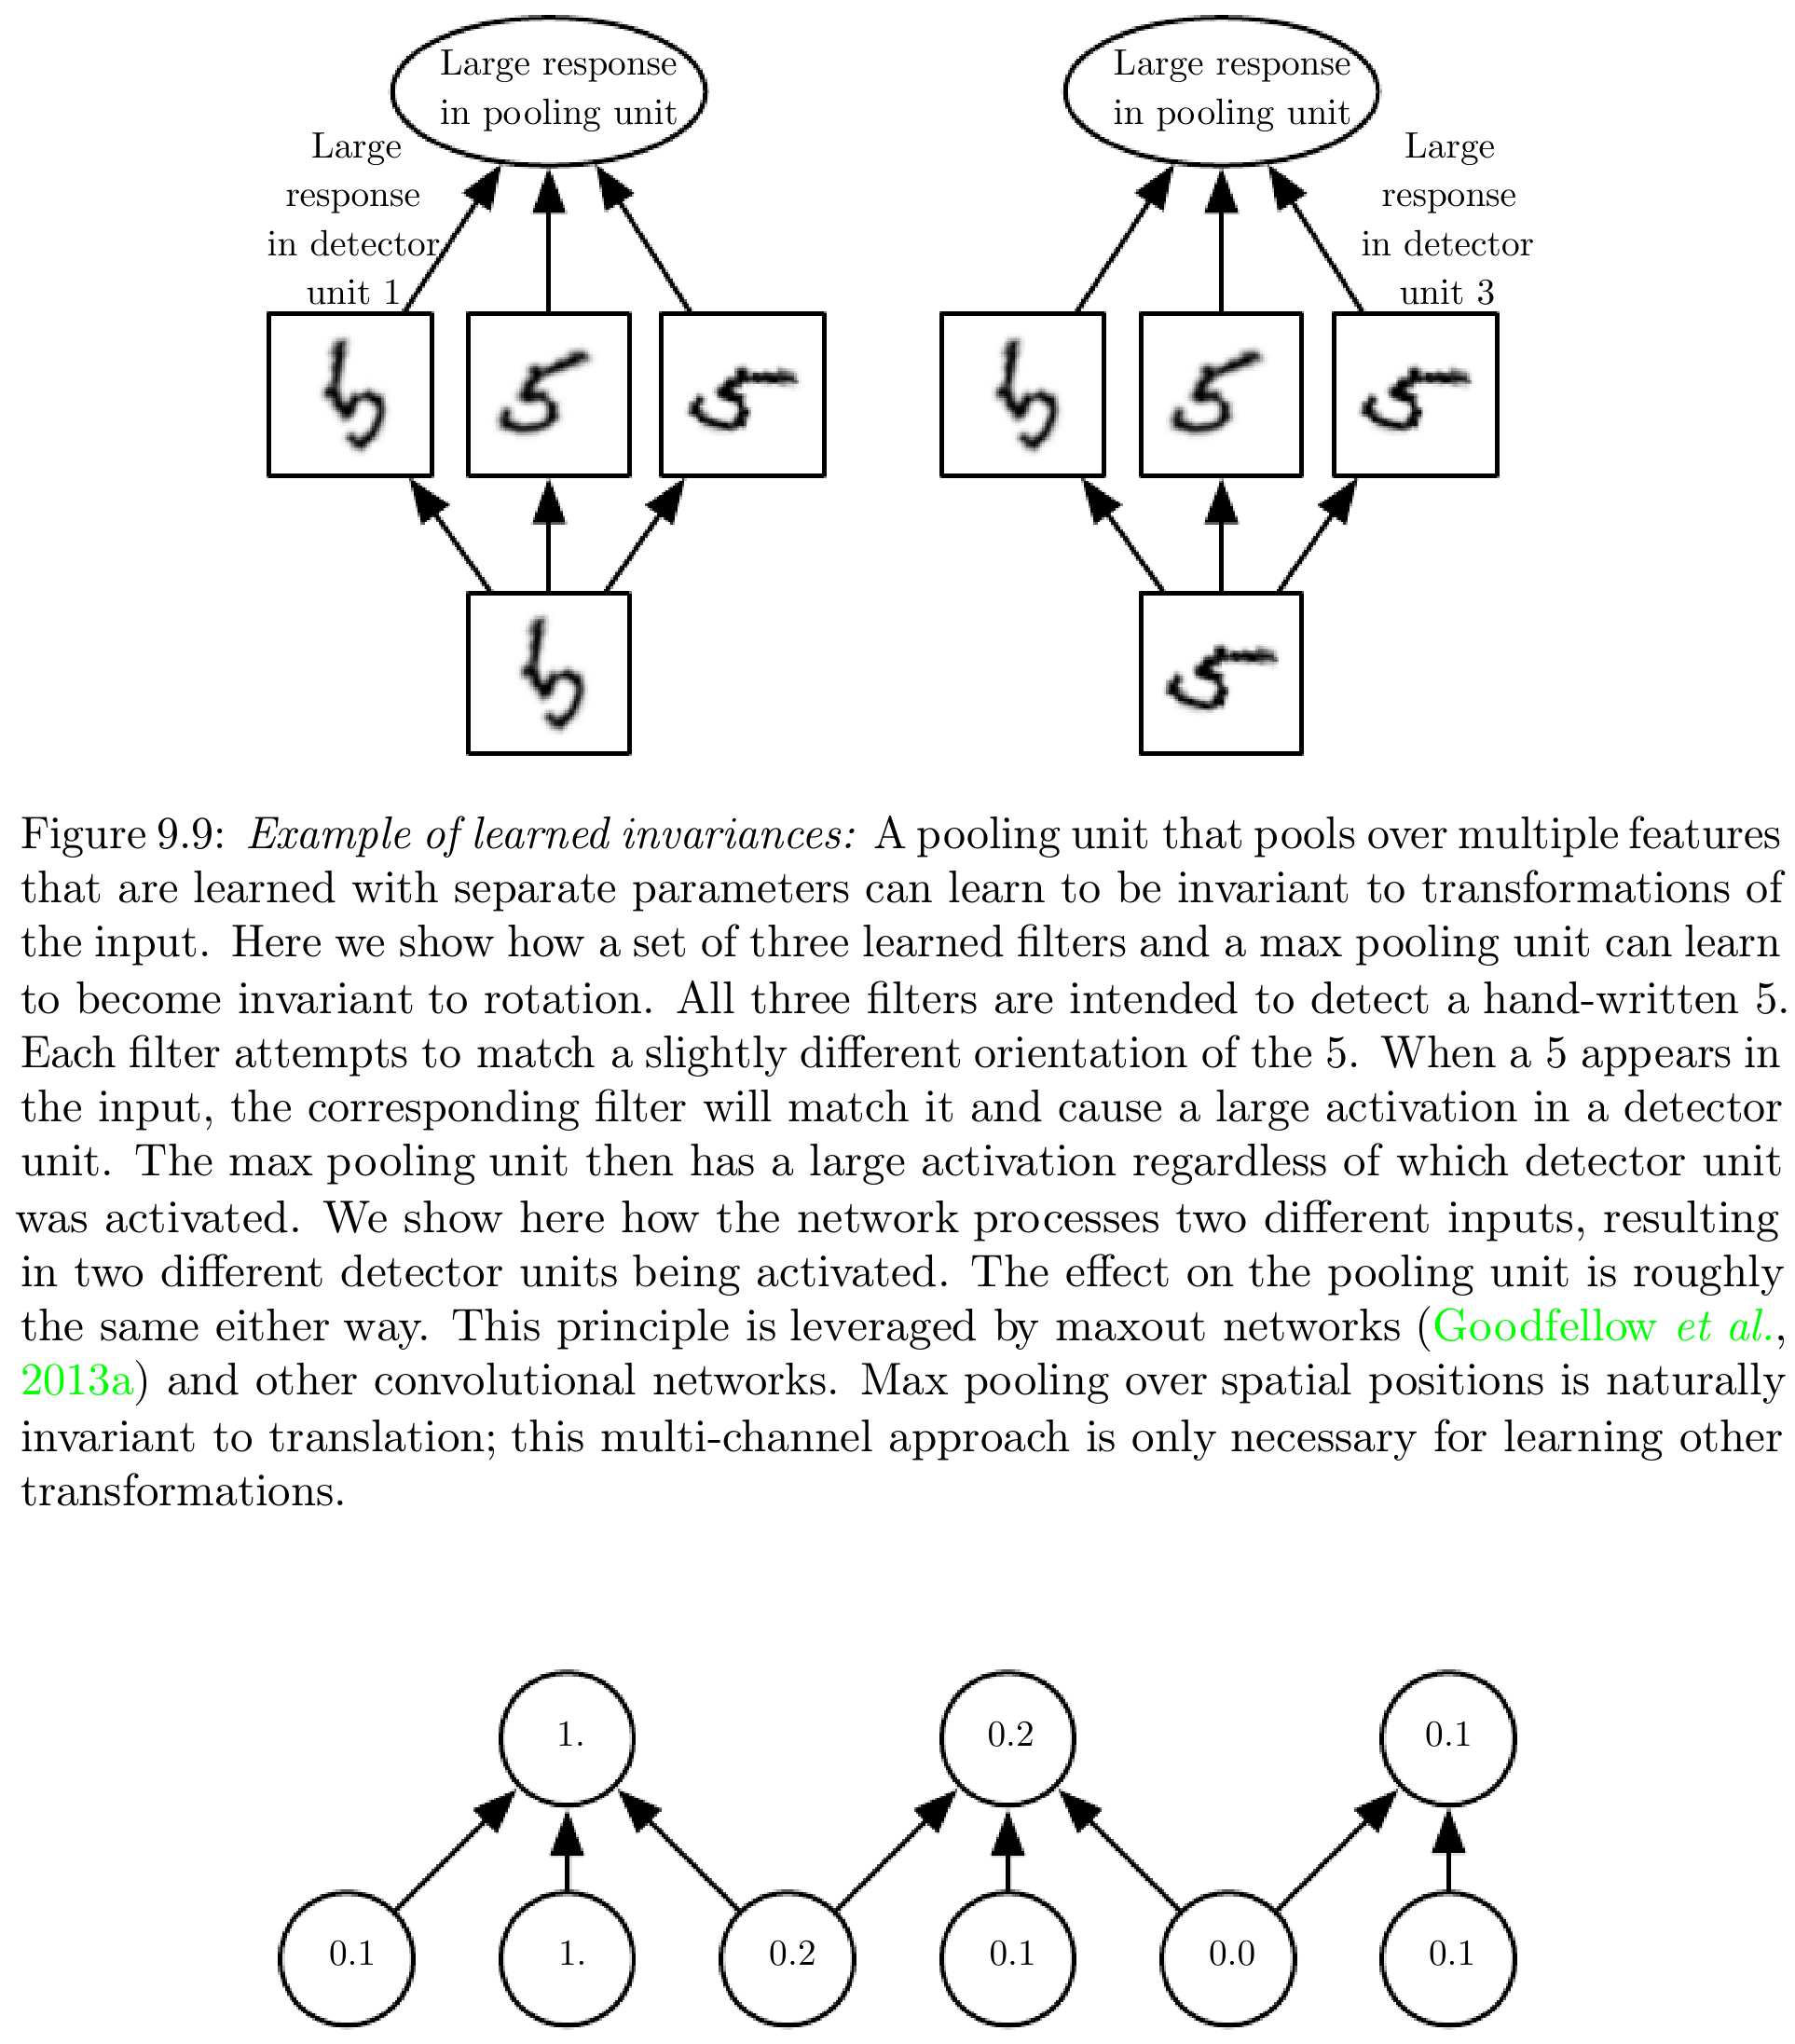 Large response
in pooling unit
Large
response
in detector
unit 1
5
5
5
5
Large response
in pooling unit
Large
response
in detector
unit 3
5
5
5
5
Figure 9.9: Example of learned invariances: A pooling unit that pools over multiple features
that are learned with separate parameters can learn to be invariant to transformations of
the input. Here we show how a set of three learned filters and a max pooling unit can learn
to become invariant to rotation. All three filters are intended to detect a hand-written 5.
Each filter attempts to match a slightly different orientation of the 5. When a 5 appears in
the input, the corresponding filter will match it and cause a large activation in a detector
unit. The max pooling unit then has a large activation regardless of which detector unit
was activated. We show here how the network processes two different inputs, resulting
in two different detector units being activated. The effect on the pooling unit is roughly
the same either way. This principle is leveraged by maxout networks (Goodfellow et al.,
2013a) and other convolutional networks. Max pooling over spatial positions is naturally
invariant to translation; this multi-channel approach is only necessary for learning other
transformations.
1. 0.2 0.1
0.1 1. 0.2 0.1 0.0 0.1